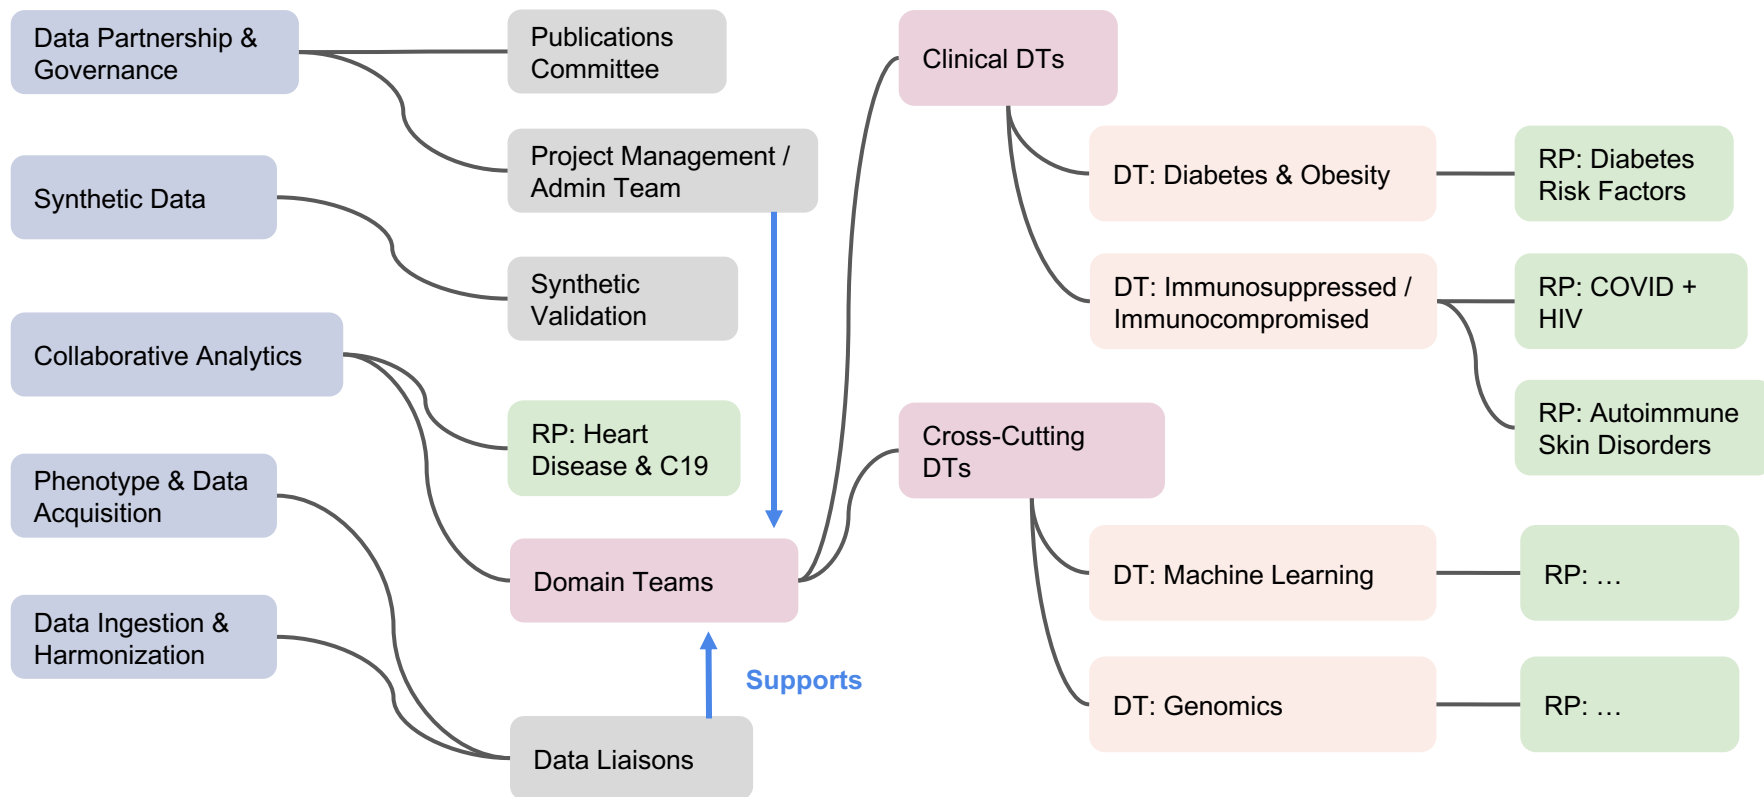 Data Partnership &
Governance
Synthetic Data
Collaborative Analytics
Phenotype & Data
Acquisition
Data Ingestion &
Harmonization
Publications
Committee
Project Management /
Admin Team
Synthetic
Validation
RP: Heart
Disease & C19
Domain Teams
Supports
Data Liaisons
Clinical DTs
DT: Diabetes & Obesity
RP: Diabetes
Risk Factors
DT: Immunosuppressed /
Immunocompromised
RP: COVID +
HIV
RP: Autoimmune
Skin Disorders
Cross-Cutting
DTs
DT: Machine Learning
RP: …
DT: Genomics
RP: …